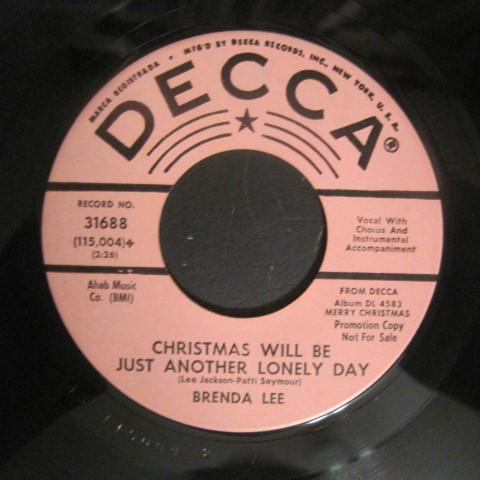 MARCA REGISTRADA • MFG'D BY DECCA RECORDS, INC., NEW YORK, U. S. A.
DECCA®
RECORD NO.
31688
(115,004)+
(2:26)
Vocal With
Chorus And
Instrumental
Accompaniment
Ahab Music
Co. (BMI)
FROM DECCA
Album DL 4583
MERRY CHRISTMAS
Promotion Copy
Not For Sale
CHRISTMAS WILL BE
JUST ANOTHER LONELY DAY
(Lee Jackson-Patti Seymour)
BRENDA LEE